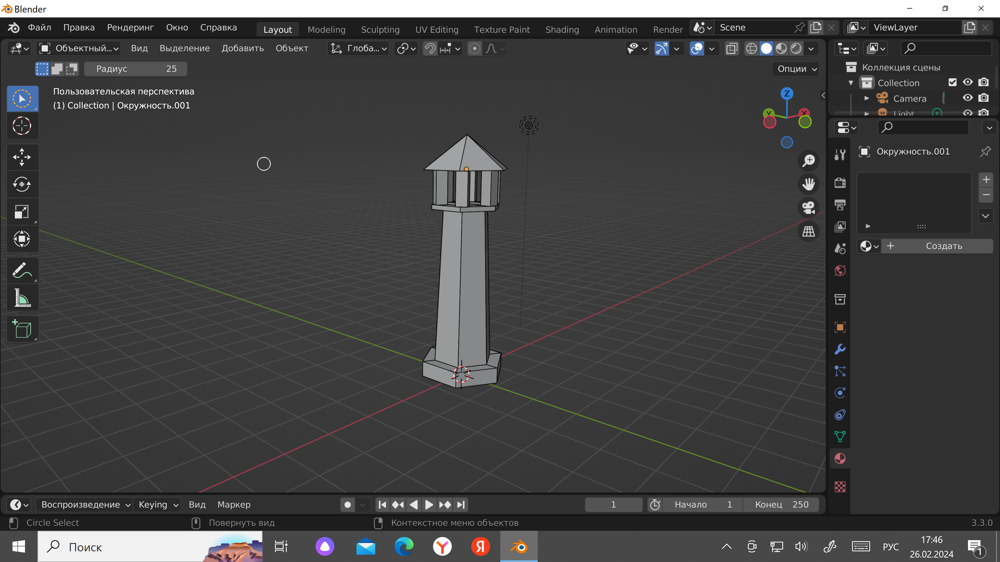 Blender
Файл Правка Рендеринг Окно Справка Layout Modeling Sculpting UV Editing Texture Paint Shading Animation Render Scene ViewLayer
Объектный... Вид Выделение Добавить Объект Глоба...
Радиус 25 Опции
Пользовательская перспектива
(1) Collection | Окружность.001
Z
Y X
Коллекция сцены
Collection
Camera
Light
Окружность.001
Создать
Воспроизведение Keying Вид Маркер 1 Начало 1 Конец 250
Circle Select Повернуть вид Контекстное меню объектов 3.3.0
Поиск Y Я РУС 17:46
26.02.2024 1